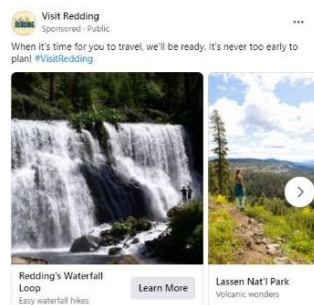 REDDING
Visit Redding
Sponsored · Public
When it's time for you to travel, we'll be ready. It's never too early to
plan! #VisitRedding
Redding's Waterfall
Loop
Easy waterfall hikes
Learn More
Lassen Nat'l Park
Volcanic wonders